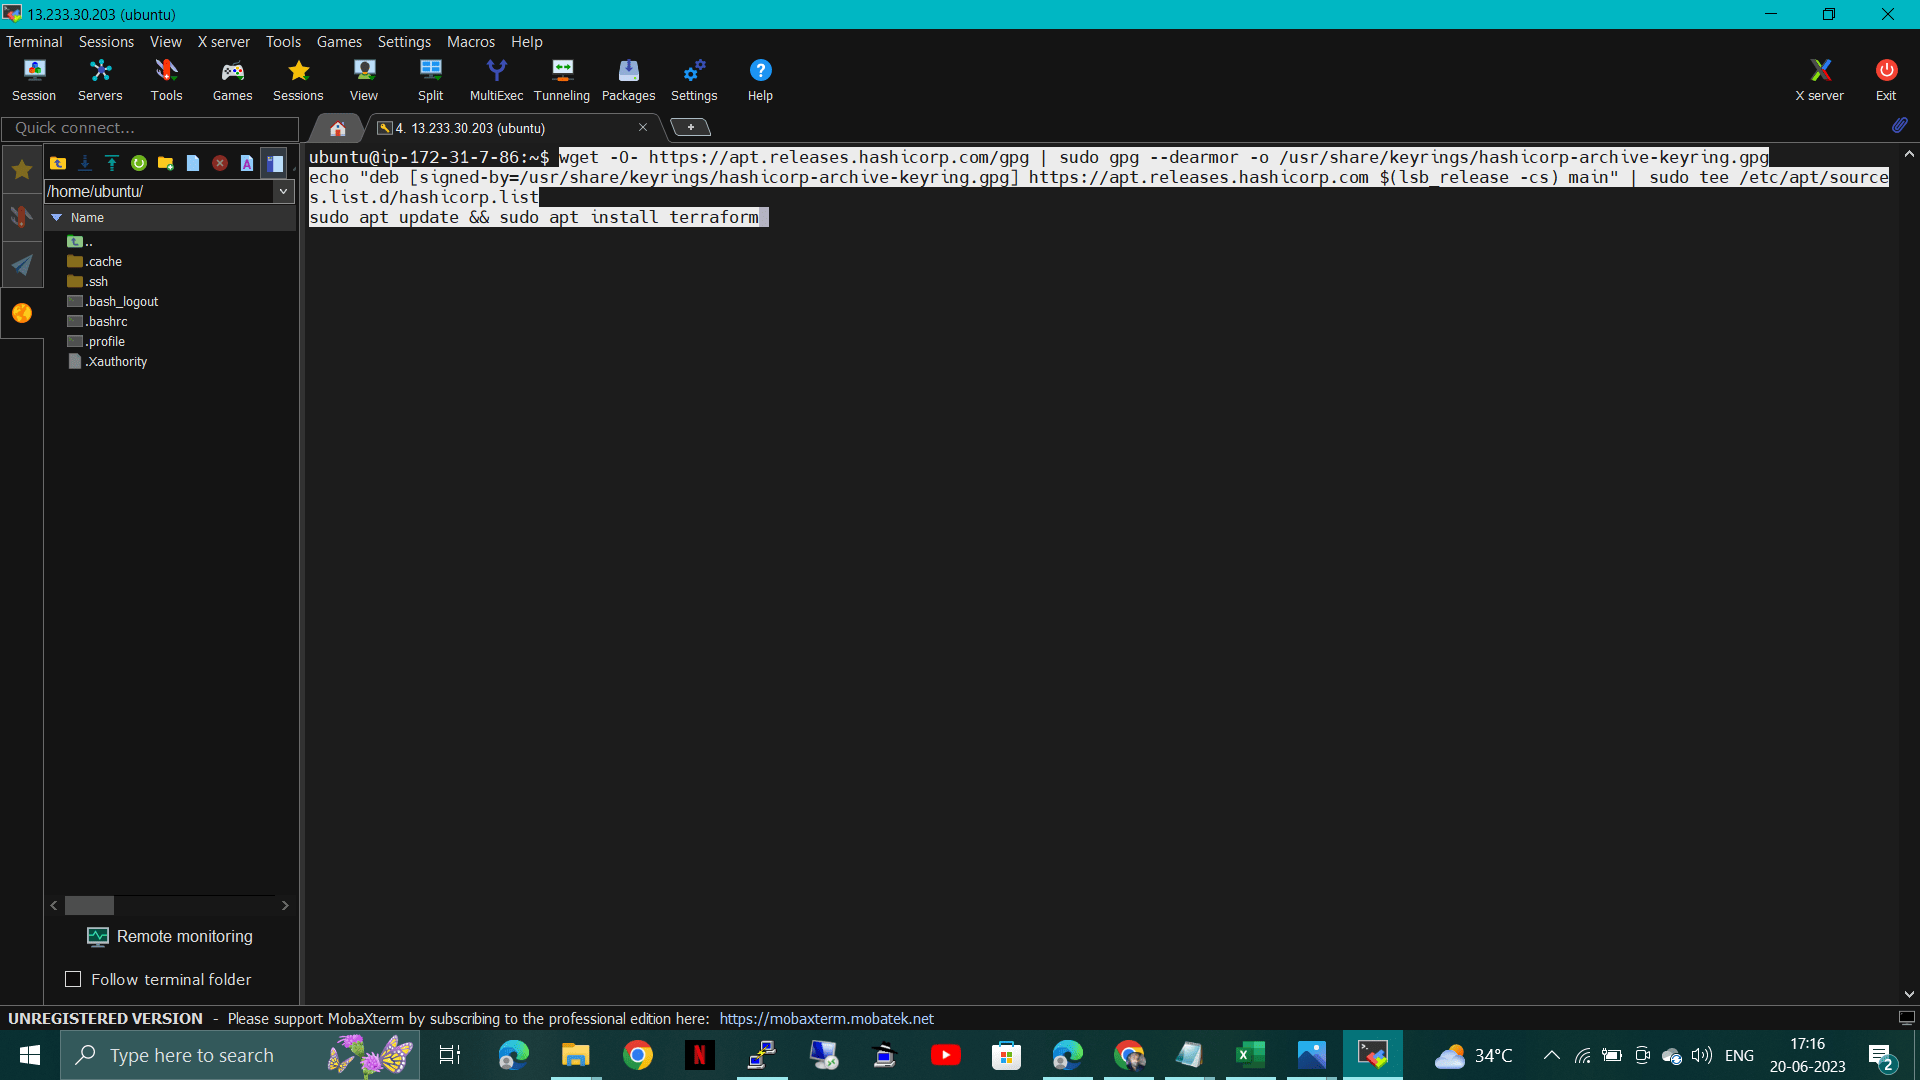 13.233.30.203 (ubuntu)
Terminal Sessions View X server Tools Games Settings Macros Help
Session Servers Tools Games Sessions View Split MultiExec Tunneling Packages Settings Help X server Exit
Quick connect...
4. 13.233.30.203 (ubuntu)
/home/ubuntu/
Name
..
.cache
.ssh
.bash_logout
.bashrc
.profile
.Xauthority
ubuntu@ip-172-31-7-86:~$ wget -O- https://apt.releases.hashicorp.com/gpg | sudo gpg --dearmor -o /usr/share/keyrings/hashicorp-archive-keyring.gpg
echo "deb [signed-by=/usr/share/keyrings/hashicorp-archive-keyring.gpg] https://apt.releases.hashicorp.com $(lsb_release -cs) main" | sudo tee /etc/apt/source
s.list.d/hashicorp.list
sudo apt update && sudo apt install terraform
Remote monitoring
Follow terminal folder
UNREGISTERED VERSION - Please support MobaXterm by subscribing to the professional edition here: https://mobaxterm.mobatek.net
Type here to search
34°C
ENG
17:16
20-06-2023
2